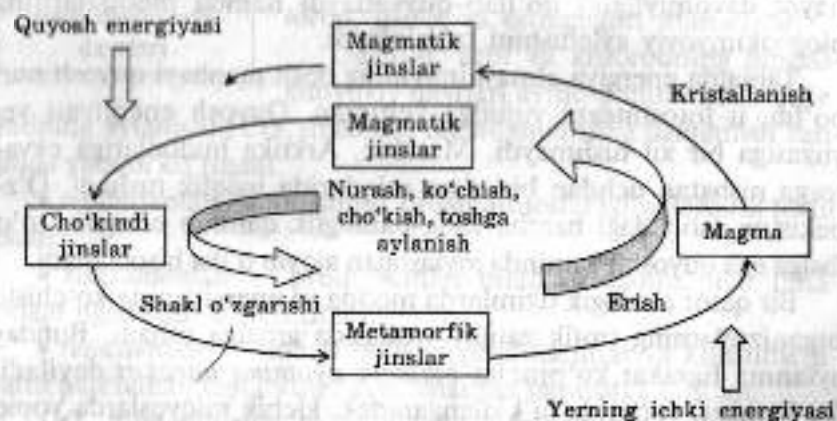 Quyosh energiyasi
Magmatik
jinslar
Kristallanish
Magmatik
jinslar
Nurash, ko‘chish,
cho‘kish, toshga
aylanish
Cho‘kindi
jinslar
Magma
Shakl o‘zgarishi
Erish
Metamorfik
jinslar
Yerning ichki energiyasi